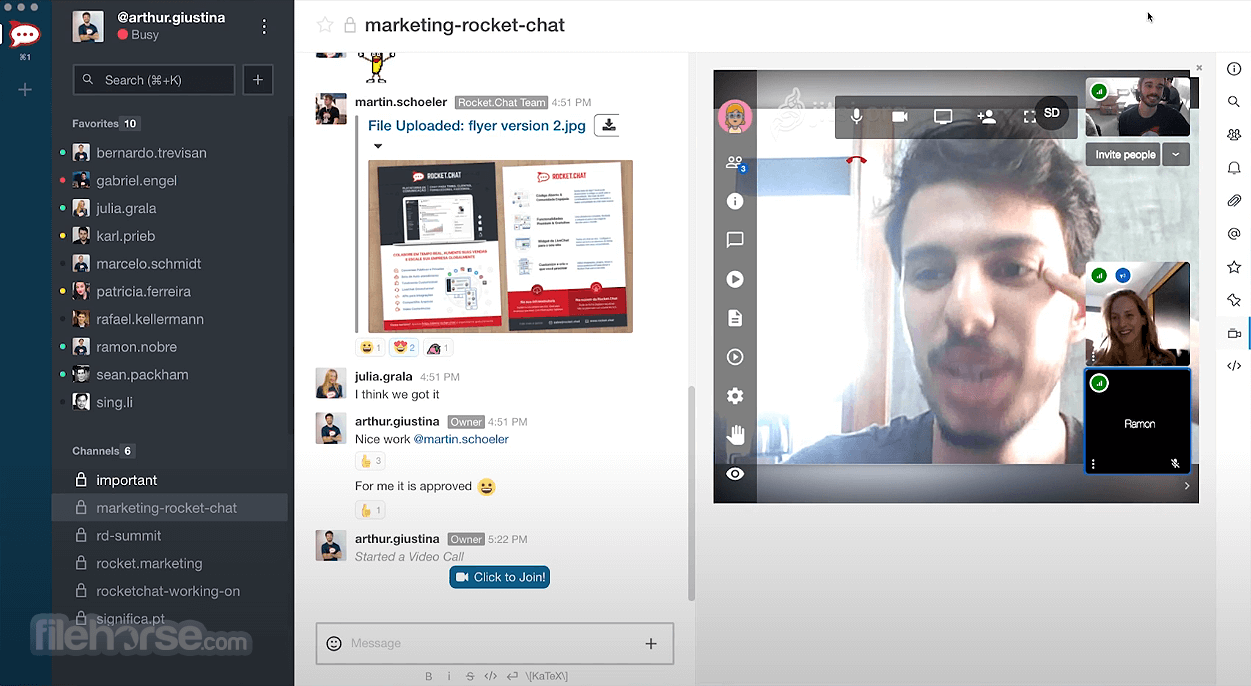 @arthur.giustina
Busy
⌘1
Search (⌘+K)
Favorites 10
bernardo.trevisan
gabriel.engel
julia.grala
karl.prieb
marcelo.schmidt
patricia.ferreira
rafael.kellermann
ramon.nobre
sean.packham
sing.li
Channels 6
important
marketing-rocket-chat
rd-summit
rocket.marketing
rocketchat-working-on
significa.pt
filehorse.com
marketing-rocket-chat
martin.schoeler Rocket.Chat Team 4:51 PM
File Uploaded: flyer version 2.jpg
ROCKET.CHAT
ROCKET.CHAT
1 2 1
julia.grala 4:51 PM
I think we got it
arthur.giustina Owner 4:51 PM
Nice work @martin.schoeler
3
For me it is approved
1
arthur.giustina Owner 5:22 PM
Started a Video Call
Click to Join!
Message
B i S </> \[KaTeX\]
SD
Invite people
3
Ramon